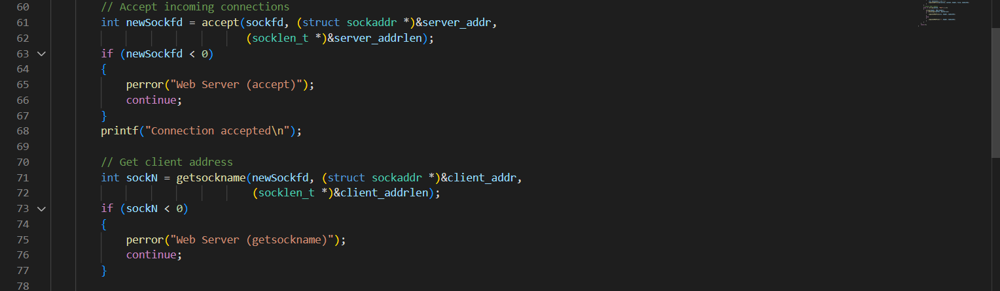 60 // Accept incoming connections
61 int newSockfd = accept(sockfd, (struct sockaddr *)&server_addr,
62 (socklen_t *)&server_addrlen);
63 if (newSockfd < 0)
64 {
65 perror("Web Server (accept)");
66 continue;
67 }
68 printf("Connection accepted\n");
69
70 // Get client address
71 int sockN = getsockname(newSockfd, (struct sockaddr *)&client_addr,
72 (socklen_t *)&client_addrlen);
73 if (sockN < 0)
74 {
75 perror("Web Server (getsockname)");
76 continue;
77 }
78